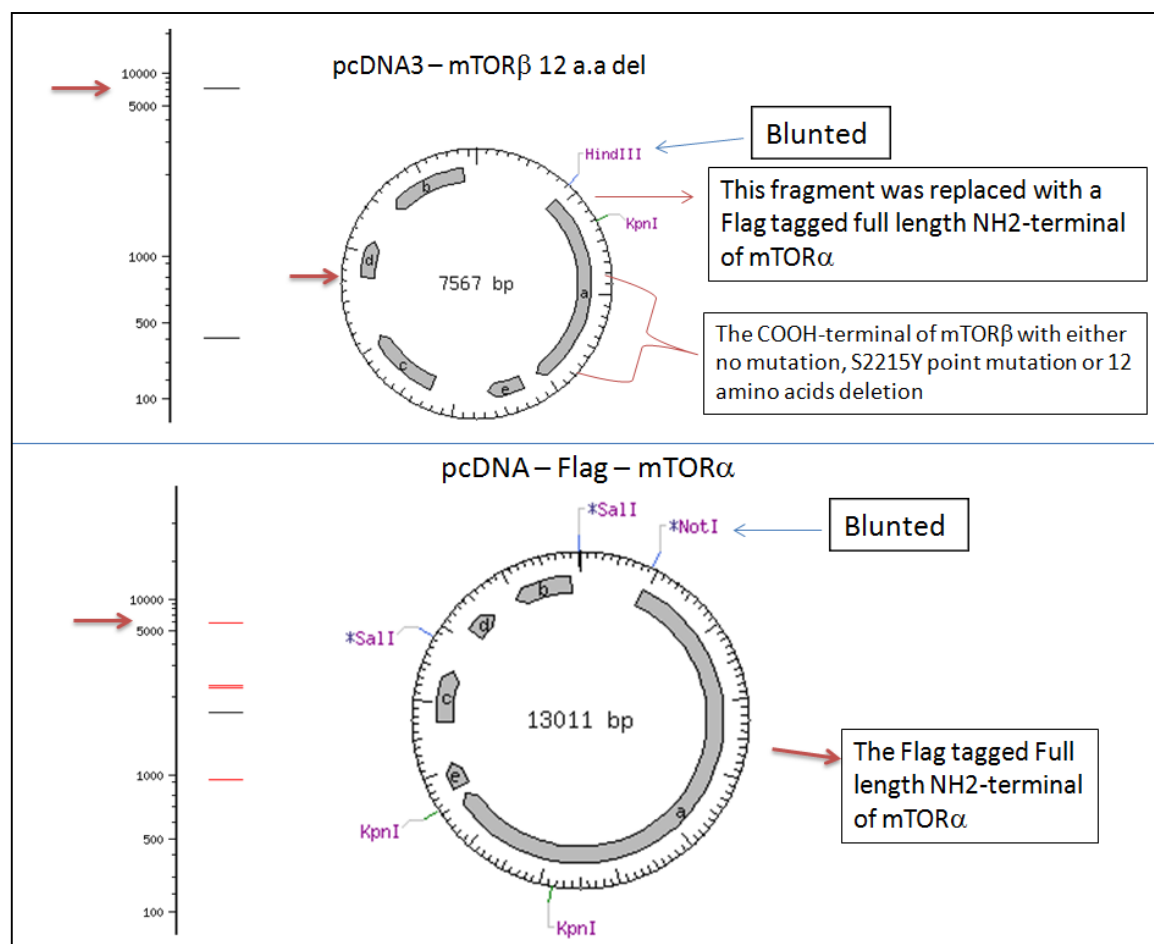 pcDNA3 – mTORβ 12 a.a del
10000
5000
1000
500
100
HindIII
Blunted
KpnI
This fragment was replaced with a
Flag tagged full length NH2-terminal
of mTORα
b
d
a
c
e
7567 bp
The COOH-terminal of mTORβ with either
no mutation, S2215Y point mutation or 12
amino acids deletion
pcDNA – Flag – mTORα
*SalI
*NotI
Blunted
10000
5000
1000
500
100
*SalI
b
d
c
e
a
13011 bp
KpnI
KpnI
The Flag tagged Full
length NH2-terminal
of mTORα